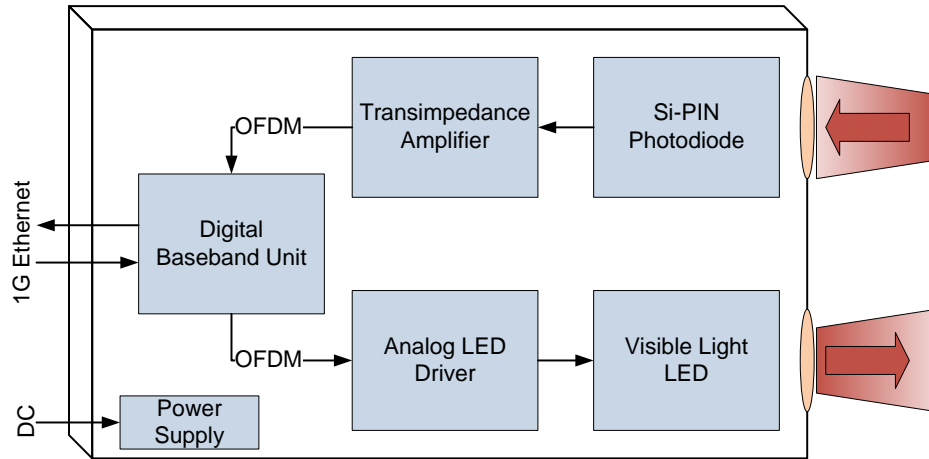 Transimpedance
Amplifier
Si-PIN
Photodiode
OFDM
Digital
Baseband Unit
1G Ethernet
OFDM
Analog LED
Driver
Visible Light
LED
DC
Power
Supply